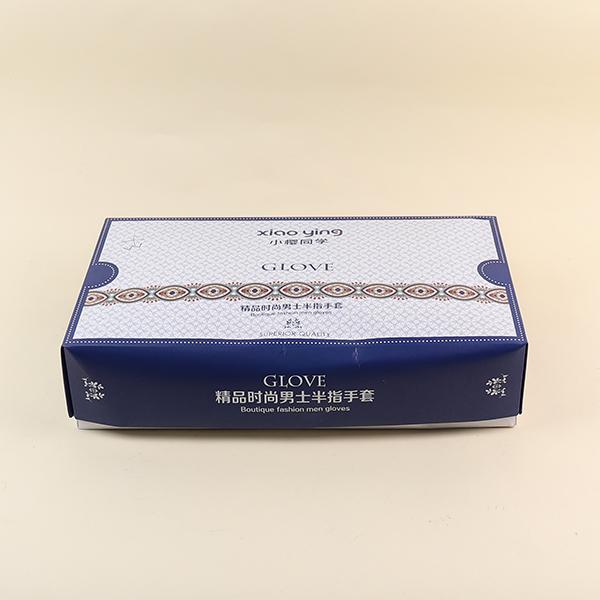 xiao ying
小樱同学
GLOVE
精品时尚男士半指手套
Boutique fashion men gloves
SUPERIOR QUALITY
GLOVE
精品时尚男士半指手套
Boutique fashion men gloves